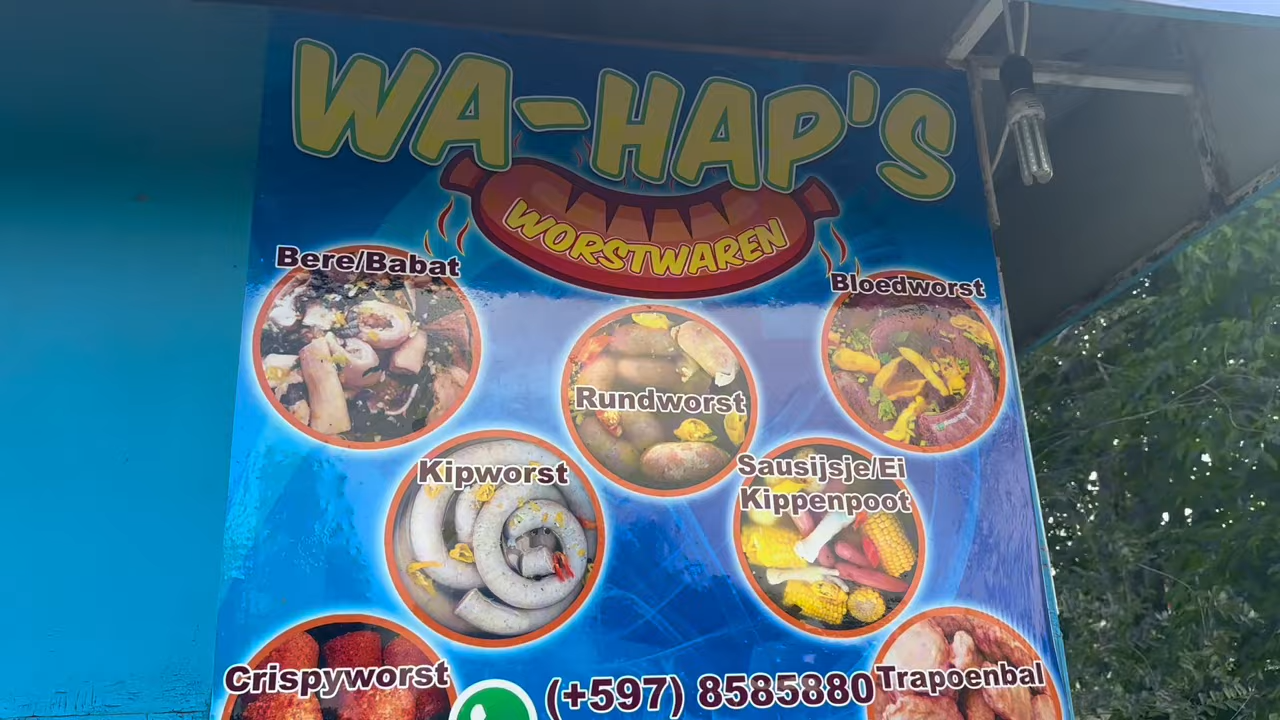 WA-HAP'S
WORSTWAREN
Bere/Babat
Bloedworst
Rundworst
Kipworst
Sausijsje/Ei
Kippenpoot
Crispyworst
(+597) 8585880
Trapoenbal